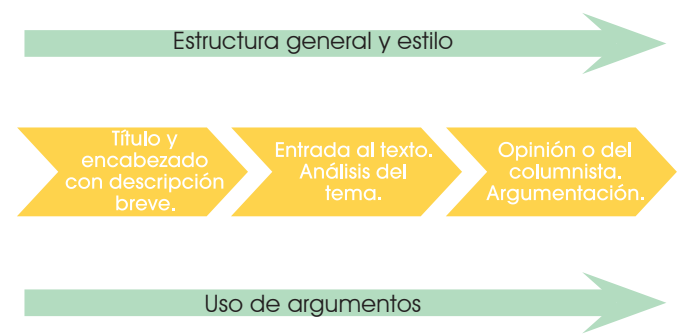 Estructura general y estilo
Título y
encabezado
con descripción
breve.
Entrada al texto.
Análisis del
tema.
Opinión o del
columnista.
Argumentación.
Uso de argumentos